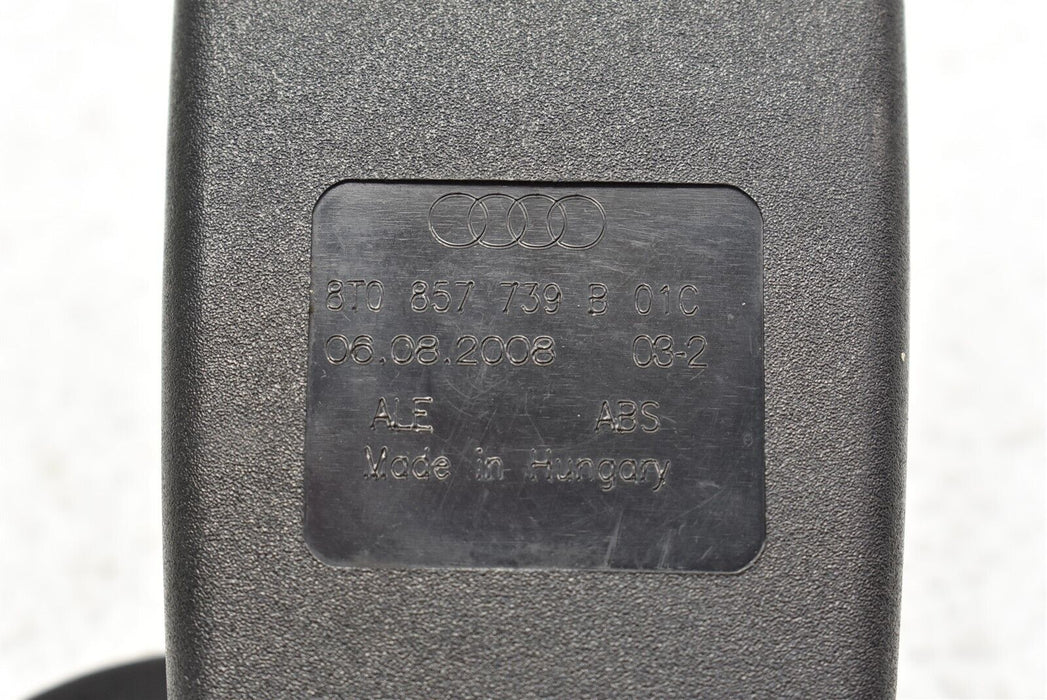 8T0 857 739 B 01C
06.08.2008 03-2
ALE ABS
Made in Hungary